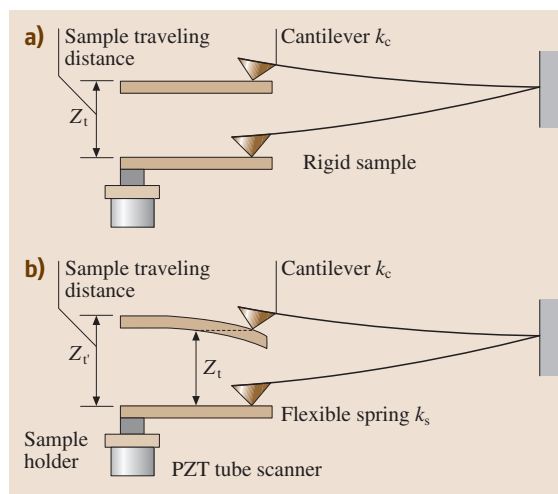 a)
Sample traveling
distance
Cantilever kc
Zt
Rigid sample
b)
Sample traveling
distance
Cantilever kc
Zt'
Zt
Flexible spring ks
Sample
holder
PZT tube scanner